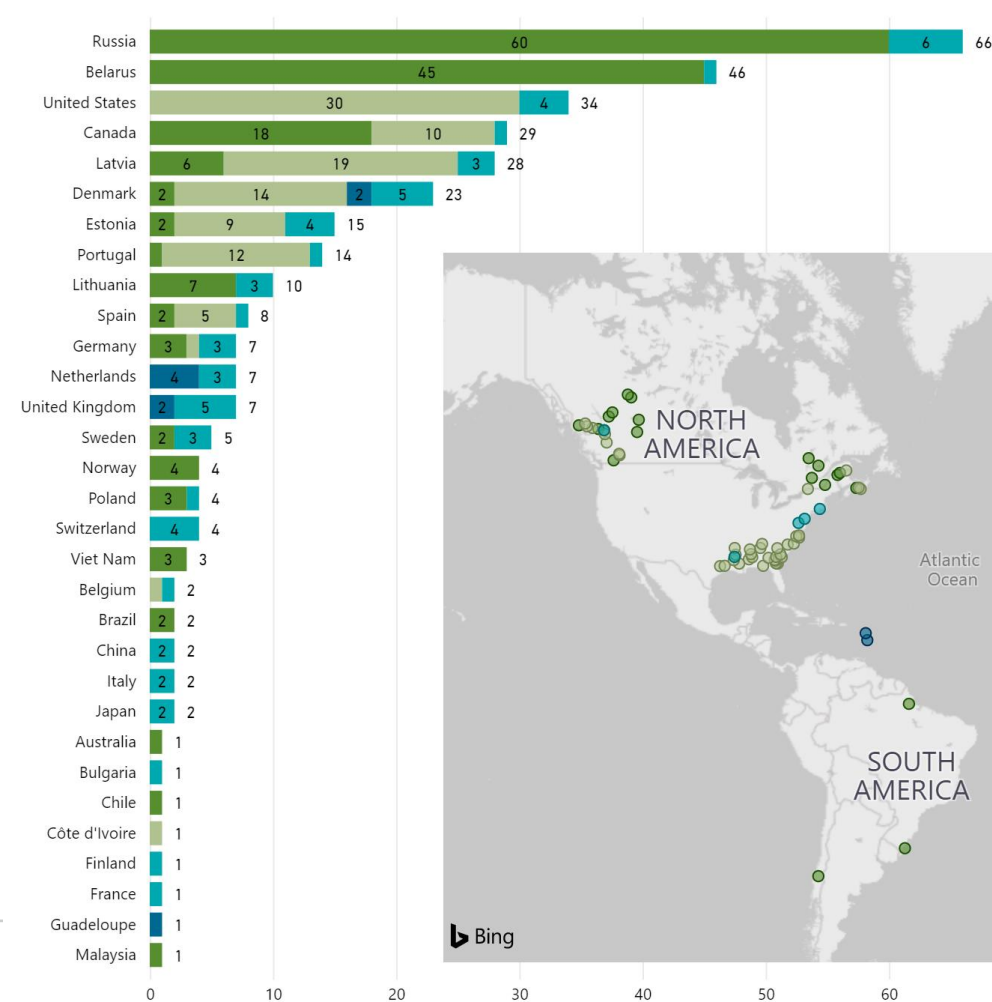 Russia 60 6 66
Belarus 45 46
United States 30 4 34
Canada 18 10 29
Latvia 6 19 3 28
Denmark 2 14 2 5 23
Estonia 2 9 4 15
Portugal 12 14
Lithuania 7 3 10
Spain 2 5 8
Germany 3 3 7
Netherlands 4 3 7
United Kingdom 2 5 7
Sweden 2 3 5
Norway 4 4
Poland 3 4
Switzerland 4 4
Viet Nam 3 3
Belgium 2
Brazil 2 2
China 2 2
Italy 2 2
Japan 2 2
Australia 1
Bulgaria 1
Chile 1
Côte d'Ivoire 1
Finland 1
France 1
Guadeloupe 1
Malaysia 1
0 10 20 30 40 50 60
NORTH
AMERICA
Atlantic
Ocean
SOUTH
AMERICA
Bing